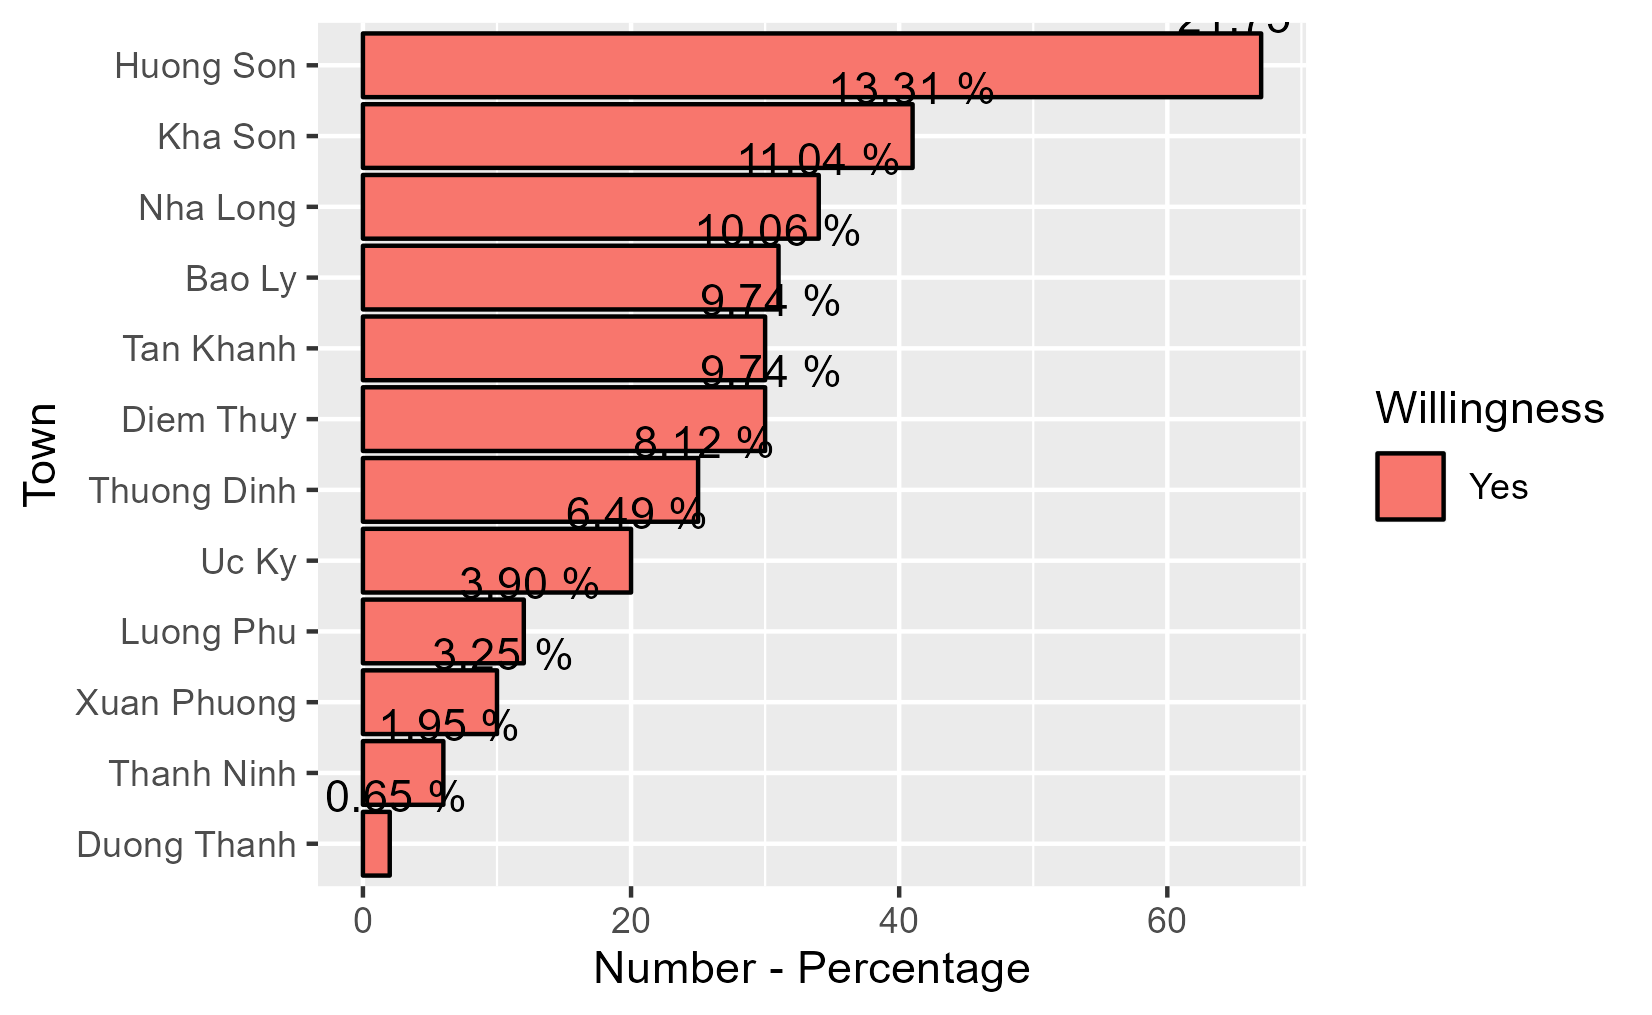 Huong Son
13.31 %
Kha Son
11.04 %
Nha Long
10.06 %
Bao Ly
9.74 %
Tan Khanh
9.74 %
Diem Thuy
8.12 %
Thuong Dinh
6.49 %
Uc Ky
3.90 %
Luong Phu
3.25 %
Xuan Phuong
1.95 %
Thanh Ninh
0.65 %
Duong Thanh
Town
0 20 40 60
Number - Percentage
Willingness
Yes